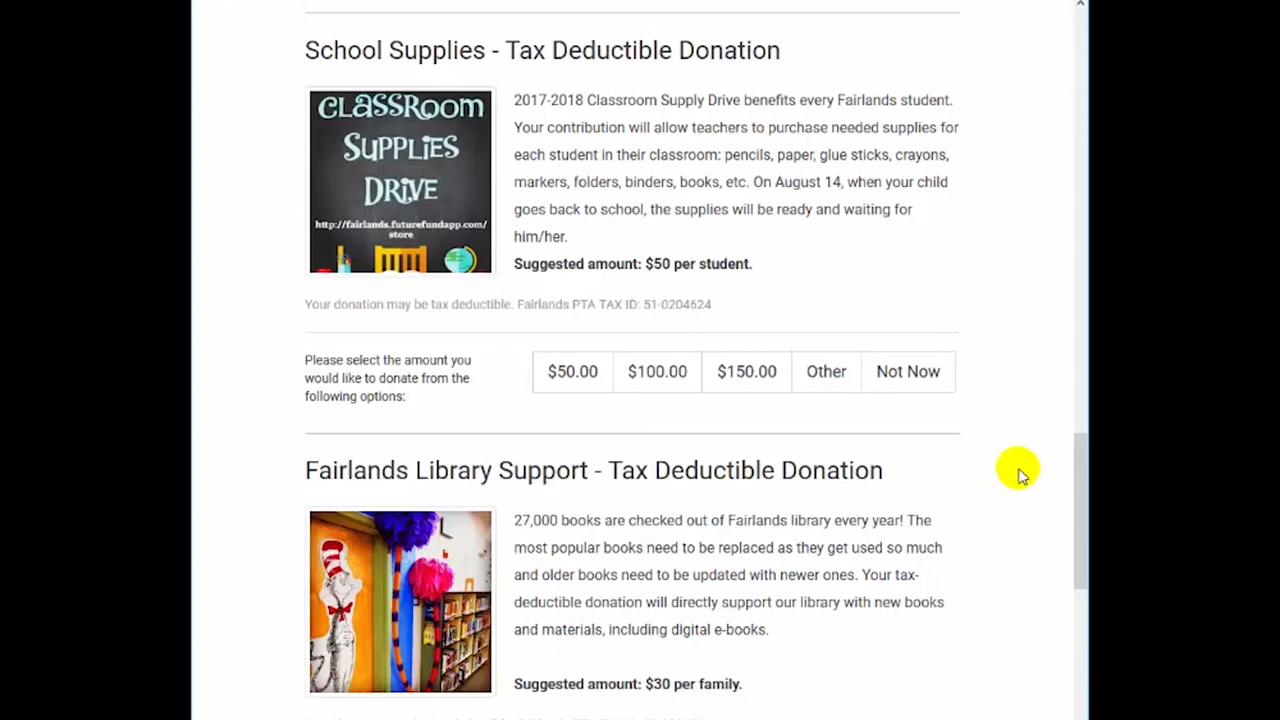 School Supplies - Tax Deductible Donation
CLASSROOM
SUPPLIES
DRIVE
http://fairlands.futurefundapp.com/
store
2017-2018 Classroom Supply Drive benefits every Fairlands student.
Your contribution will allow teachers to purchase needed supplies for
each student in their classroom: pencils, paper, glue sticks, crayons,
markers, folders, binders, books, etc. On August 14, when your child
goes back to school, the supplies will be ready and waiting for
him/her.
Suggested amount: $50 per student.
Your donation may be tax deductible. Fairlands PTA TAX ID: 51-0204624
Please select the amount you
would like to donate from the
following options:
$50.00 $100.00 $150.00 Other Not Now
Fairlands Library Support - Tax Deductible Donation
27,000 books are checked out of Fairlands library every year! The
most popular books need to be replaced as they get used so much
and older books need to be updated with newer ones. Your tax-
deductible donation will directly support our library with new books
and materials, including digital e-books.
Suggested amount: $30 per family.